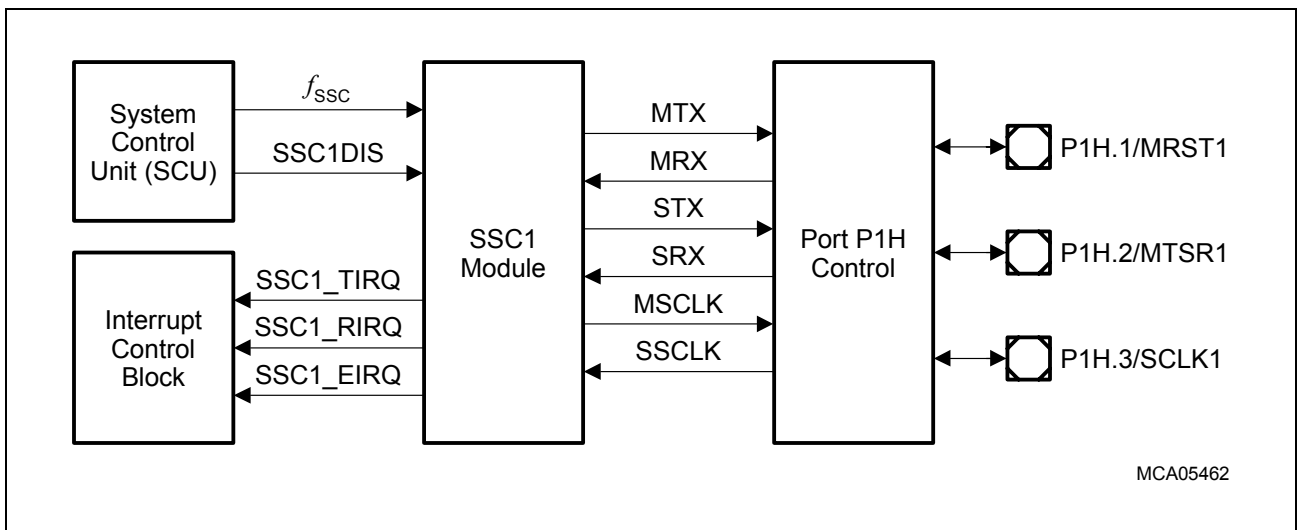 System
Control
Unit (SCU)
f SSC
SSC1DIS
Interrupt
Control
Block
SSC1_TIRQ
SSC1_RIRQ
SSC1_EIRQ
SSC1
Module
MTX
MRX
STX
SRX
MSCLK
SSCLK
Port P1H
Control
P1H.1/MRST1
P1H.2/MTSR1
P1H.3/SCLK1
MCA05462